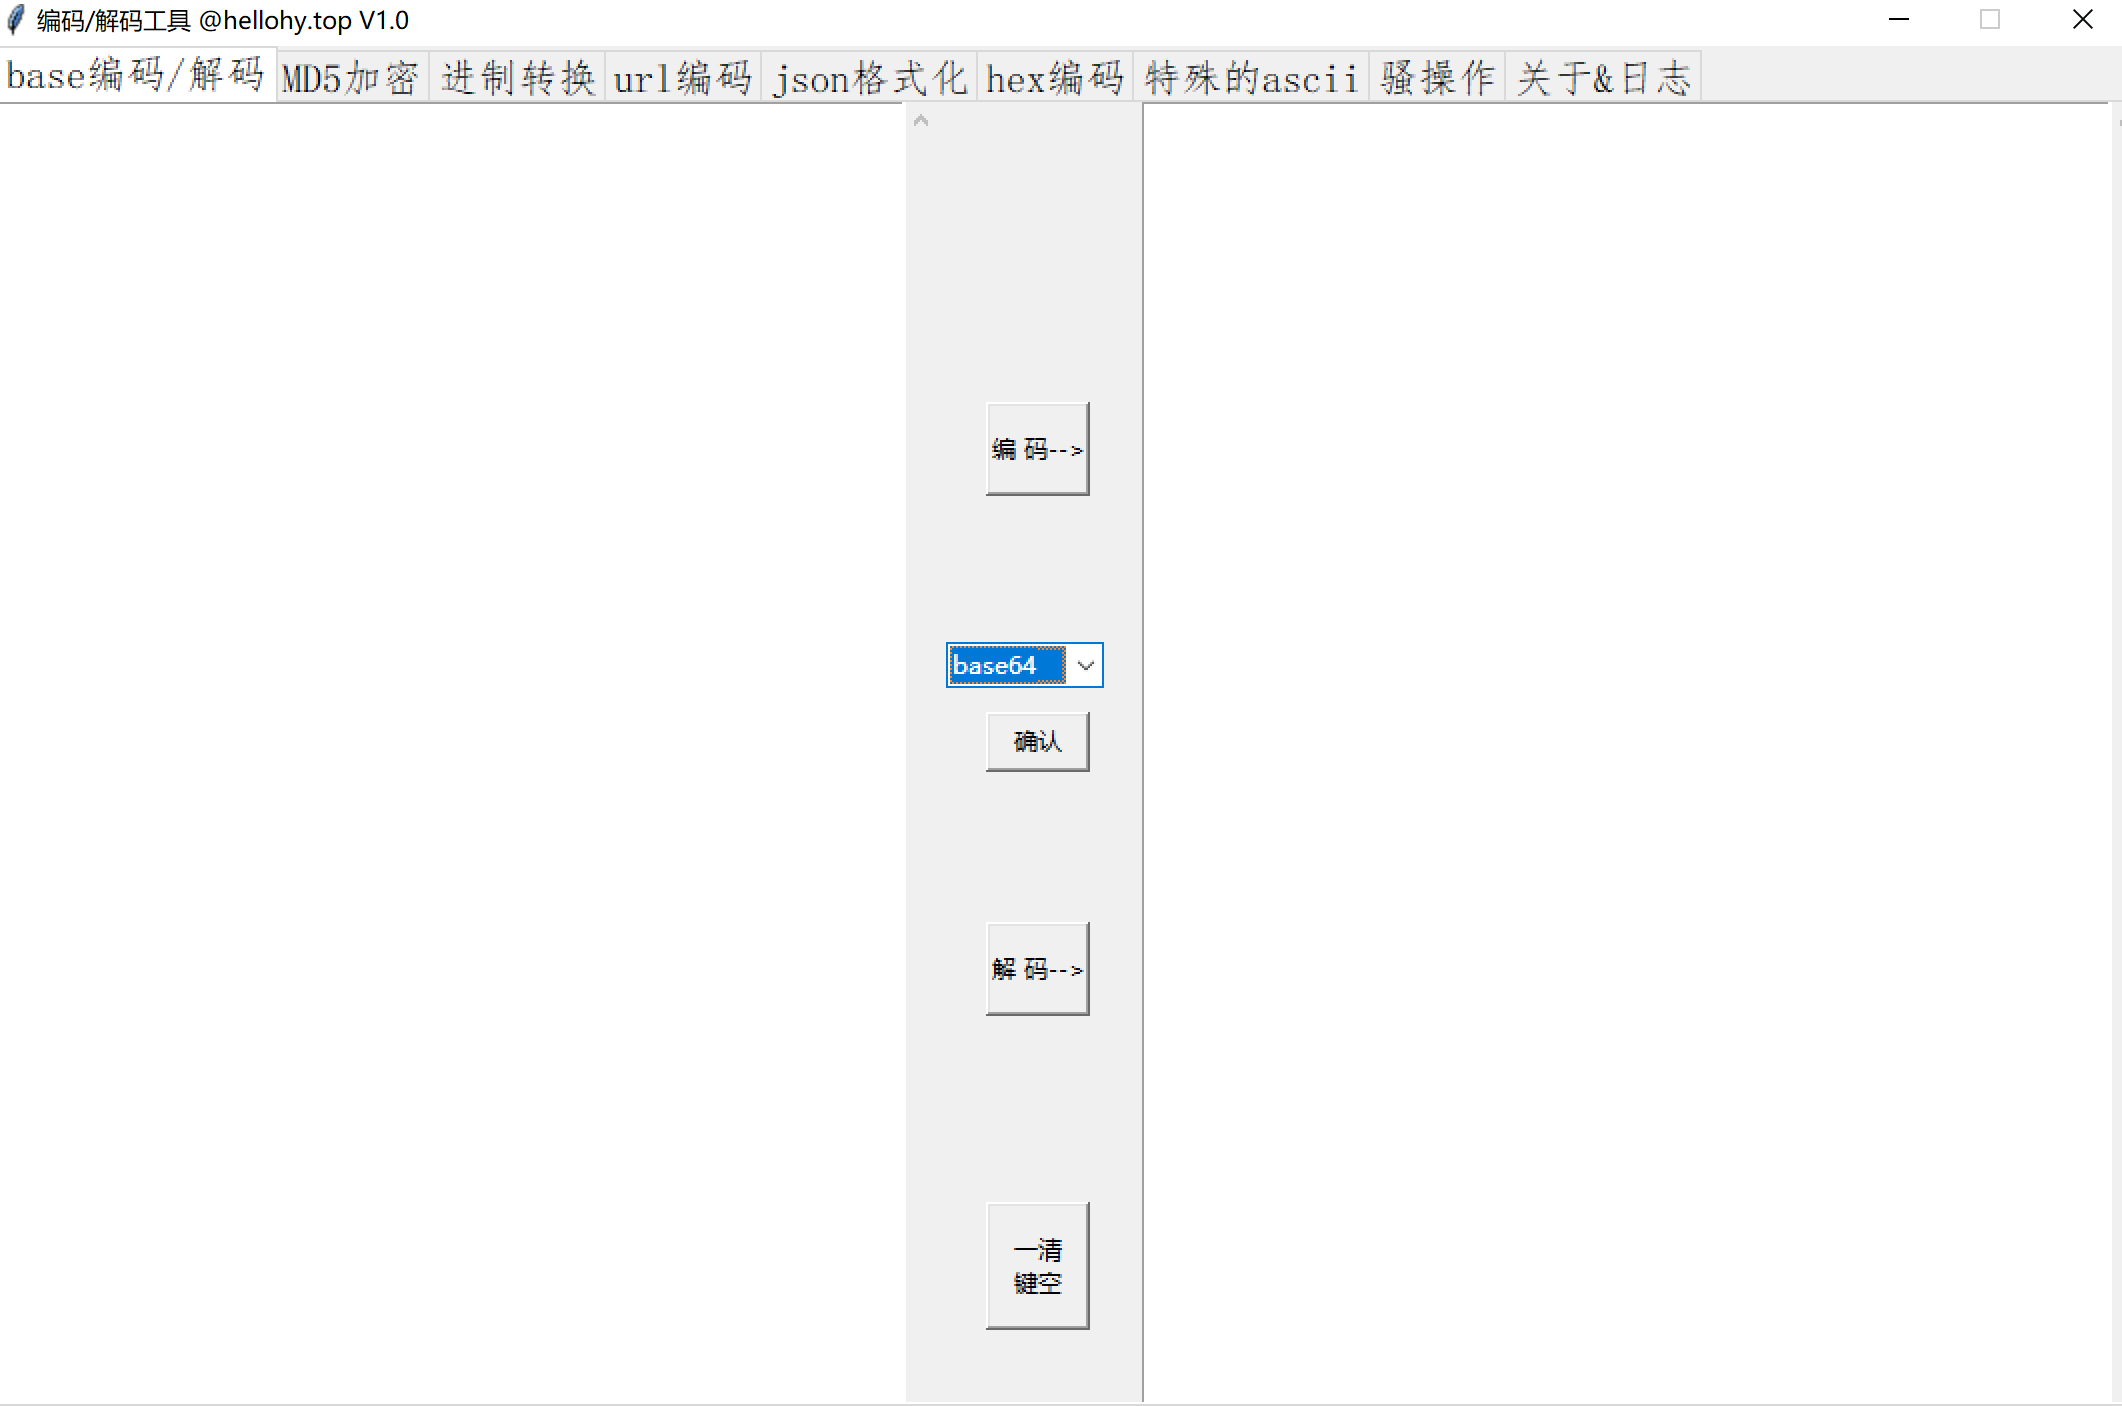 编码/解码工具 @hellohy.top V1.0
base编码/解码 MD5加密 进制转换 url编码 json格式化 hex编码 特殊的ascii 骚操作 关于&日志
编 码-->
base64
确认
解 码-->
一清
键空